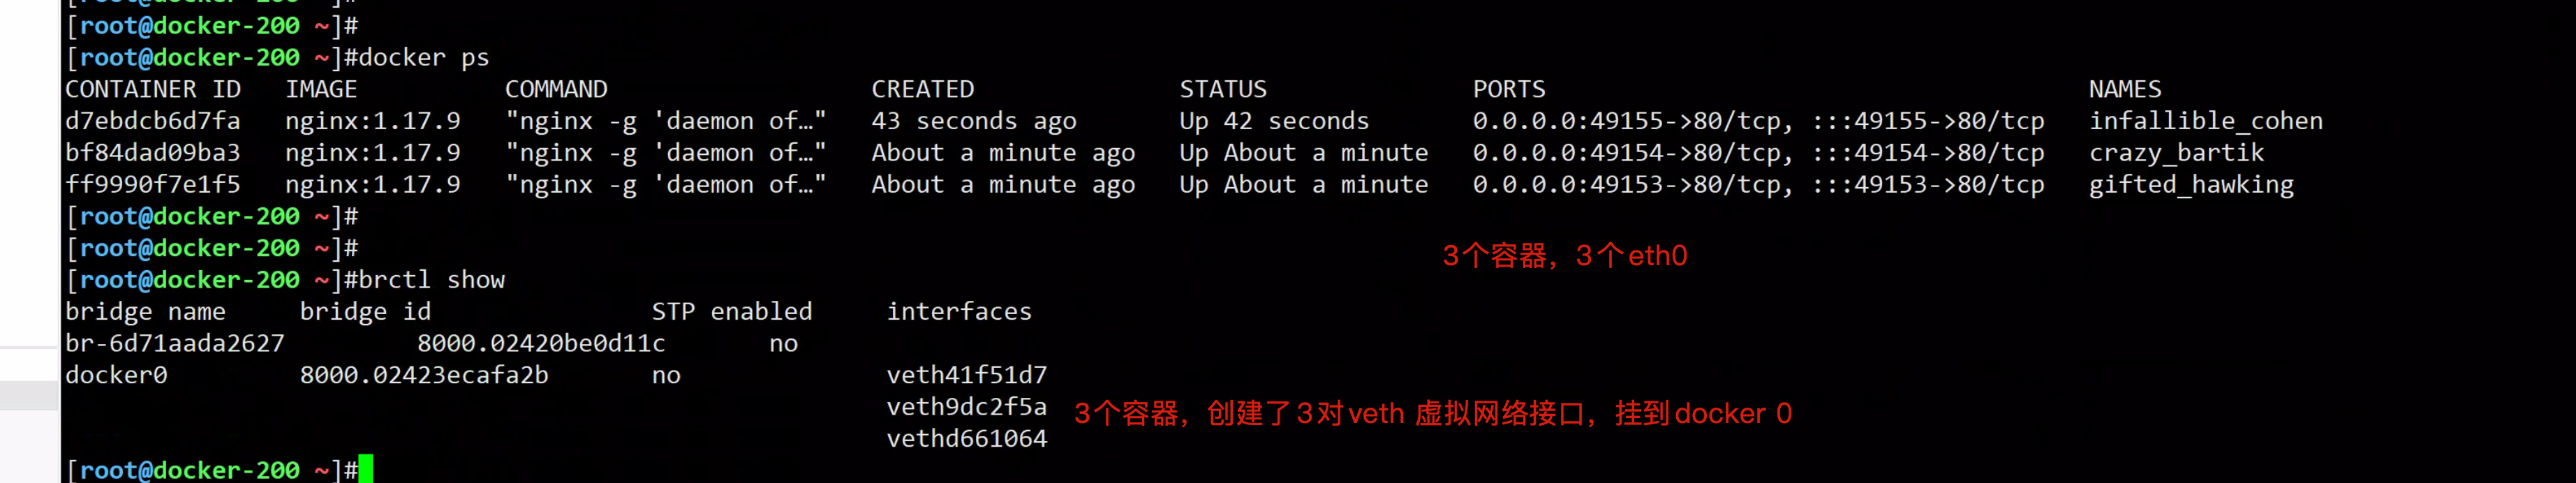 [root@docker-200 ~]#
[root@docker-200 ~]#docker ps
CONTAINER ID   IMAGE          COMMAND                  CREATED              STATUS              PORTS                                     NAMES
d7ebdcb6d7fa   nginx:1.17.9   "nginx -g 'daemon of…"   43 seconds ago       Up 42 seconds       0.0.0.0:49155->80/tcp, :::49155->80/tcp   infallible_cohen
bf84dad09ba3   nginx:1.17.9   "nginx -g 'daemon of…"   About a minute ago   Up About a minute   0.0.0.0:49154->80/tcp, :::49154->80/tcp   crazy_bartik
ff9990f7e1f5   nginx:1.17.9   "nginx -g 'daemon of…"   About a minute ago   Up About a minute   0.0.0.0:49153->80/tcp, :::49153->80/tcp   gifted_hawking
[root@docker-200 ~]#
[root@docker-200 ~]#
3个容器，3个eth0
[root@docker-200 ~]#brctl show
bridge name     bridge id               STP enabled     interfaces
br-6d71aada2627         8000.02420be0d11c       no
docker0         8000.02423ecafa2b       no              veth41f51d7
veth9dc2f5a
3个容器，创建了3对veth 虚拟网络接口，挂到docker 0
vethd661064
[root@docker-200 ~]#